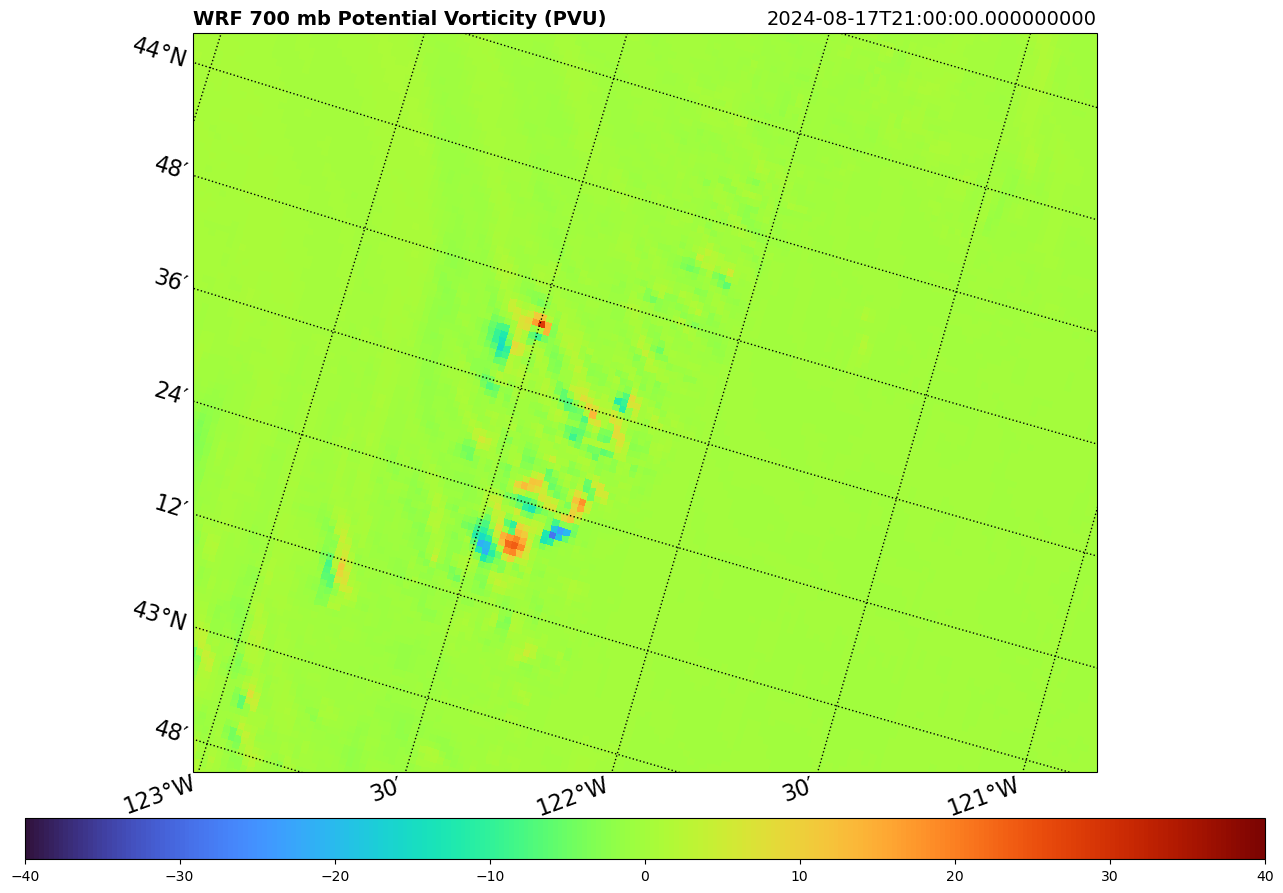 WRF 700 mb Potential Vorticity (PVU) 2024-08-17T21:00:00.000000000
44°N
48′
36′
24′
12′
43°N
48′
123°W 30′ 122°W 30′ 121°W
−40 −30 −20 −10 0 10 20 30 40